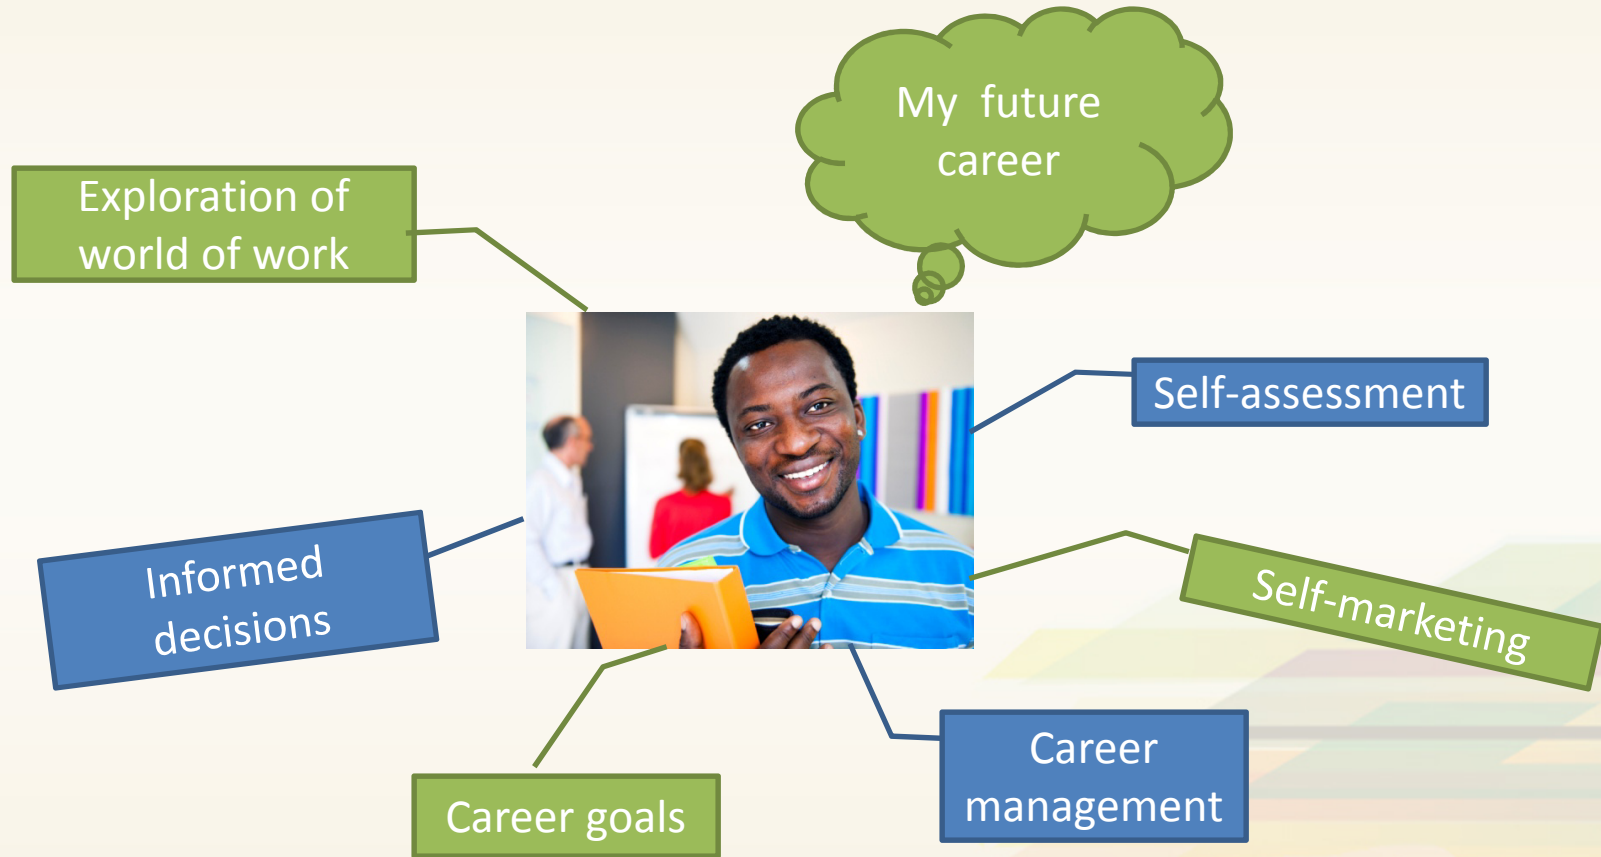 My future
career
Exploration of
world of work
Self-assessment
Informed
decisions
Self-marketing
Career
management
Career goals